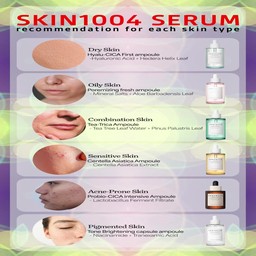 SKIN1004 SERUM
recommendation for each skin type
Dry Skin
Hyalu-CICA First ampoule
-Hyaluronic Acid + Hedera Helix Leaf
Oily Skin
Poremizing fresh ampoule
- Mineral Salts + Aloe Barbadensis Leaf
Combination Skin
Tea-Trica Ampoule
- Tea Tree Leaf Water + Pinus Palustris Leaf
Sensitive Skin
Centella Asiatica Ampoule
- Centella Asiatica Extract
Acne-Prone Skin
Probio-CICA Intensive Ampoule
- Lactobacillus Ferment Filtrate
Pigmented Skin
Tone Brightening capsule ampoule
- Niacinamide + Tranexamic Acid